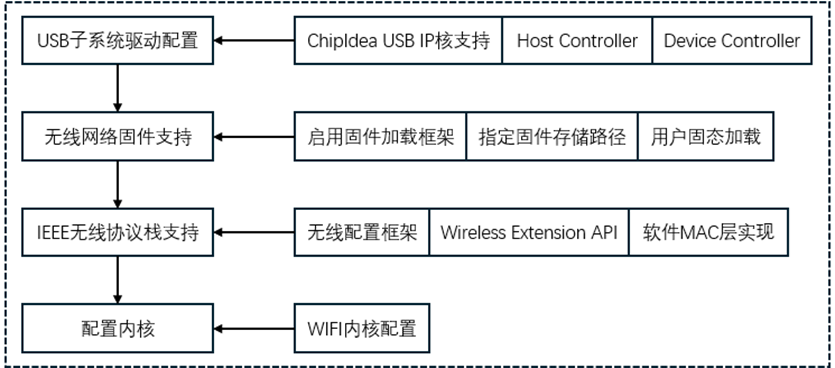 USB子系统驱动配置
ChipIdea USB IP核支持
Host Controller
Device Controller
无线网络固件支持
启用固件加载框架
指定固件存储路径
用户固态加载
IEEE无线协议栈支持
无线配置框架
Wireless Extension API
软件MAC层实现
配置内核
WIFI内核配置